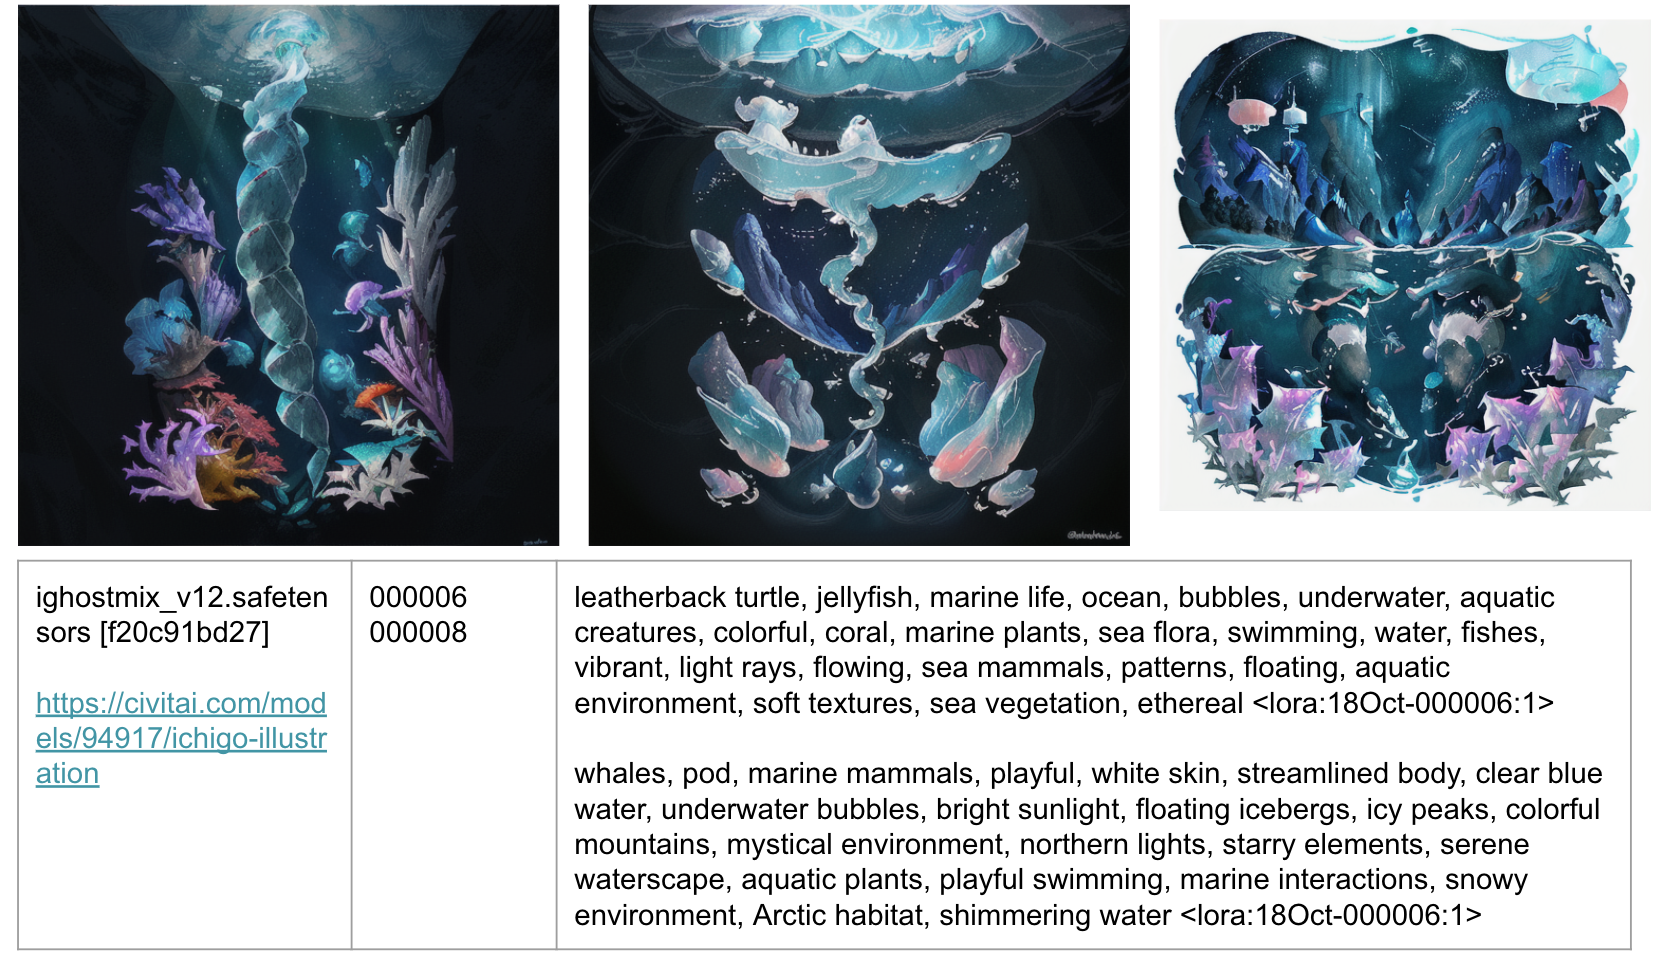 ighostmix_v12.safeten
sors [f20c91bd27]
https://civitai.com/mod
els/94917/ichigo-illustr
ation
000006
000008
leatherback turtle, jellyfish, marine life, ocean, bubbles, underwater, aquatic
creatures, colorful, coral, marine plants, sea flora, swimming, water, fishes,
vibrant, light rays, flowing, sea mammals, patterns, floating, aquatic
environment, soft textures, sea vegetation, ethereal <lora:18Oct-000006:1>
whales, pod, marine mammals, playful, white skin, streamlined body, clear blue
water, underwater bubbles, bright sunlight, floating icebergs, icy peaks, colorful
mountains, mystical environment, northern lights, starry elements, serene
waterscape, aquatic plants, playful swimming, marine interactions, snowy
environment, Arctic habitat, shimmering water <lora:18Oct-000006:1>